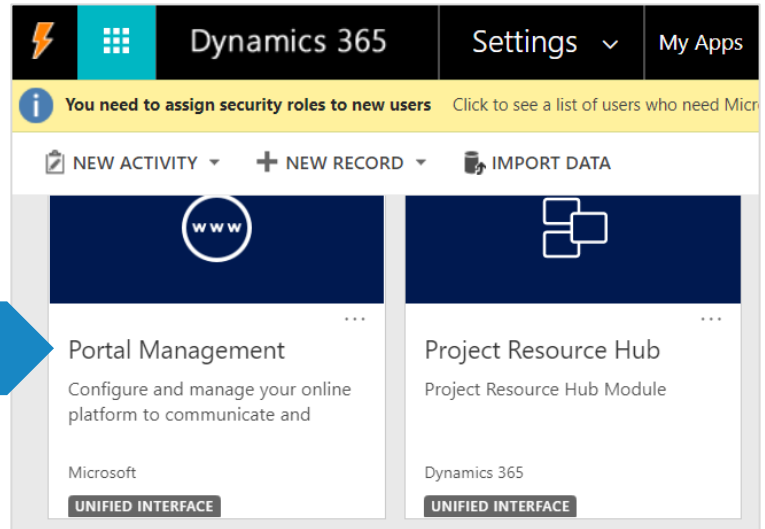 Dynamics 365 Settings My Apps
You need to assign security roles to new users Click to see a list of users who need Micr
NEW ACTIVITY NEW RECORD IMPORT DATA
www
Portal Management
Configure and manage your online
platform to communicate and
Microsoft
UNIFIED INTERFACE
Project Resource Hub
Project Resource Hub Module
Dynamics 365
UNIFIED INTERFACE